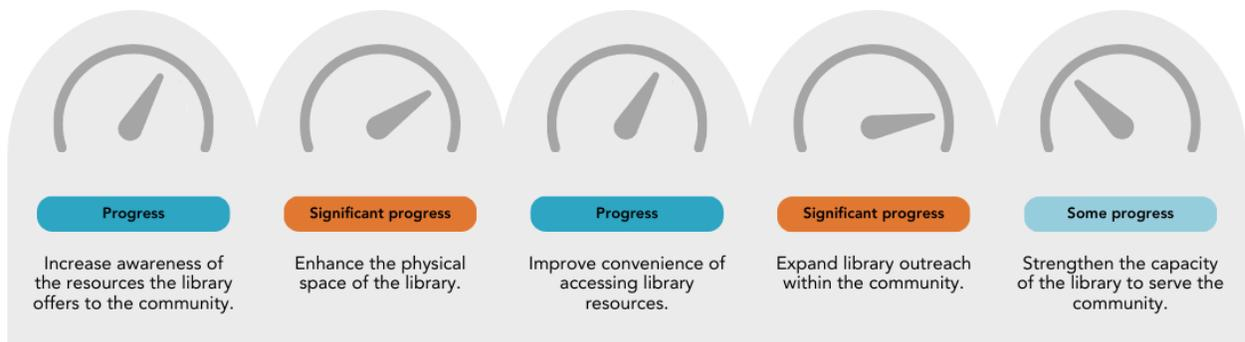 Progress
Increase awareness of
the resources the library
offers to the community.
Significant progress
Enhance the physical
space of the library.
Progress
Improve convenience of
accessing library
resources.
Significant progress
Expand library outreach
within the community.
Some progress
Strengthen the capacity
of the library to serve the
community.